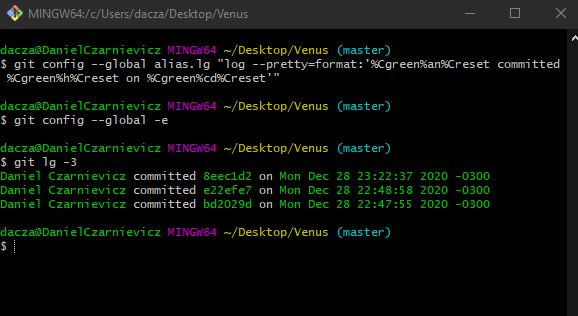 MINGW64:/c/Users/dacza/Desktop/Venus
dacza@DanielCzarnievicz MINGW64 ~/Desktop/Venus (master)
$ git config --global alias.lg "log --pretty=format:'%Cgreen%an%Creset committed
%Cgreen%h%Creset on %Cgreen%cd%Creset'"
dacza@DanielCzarnievicz MINGW64 ~/Desktop/Venus (master)
$ git config --global -e
dacza@DanielCzarnievicz MINGW64 ~/Desktop/Venus (master)
$ git lg -3
Daniel Czarnievicz committed 8eec1d2 on Mon Dec 28 23:22:37 2020 -0300
Daniel Czarnievicz committed e22efe7 on Mon Dec 28 22:48:58 2020 -0300
Daniel Czarnievicz committed bd2029d on Mon Dec 28 22:47:55 2020 -0300
dacza@DanielCzarnievicz MINGW64 ~/Desktop/Venus (master)
$